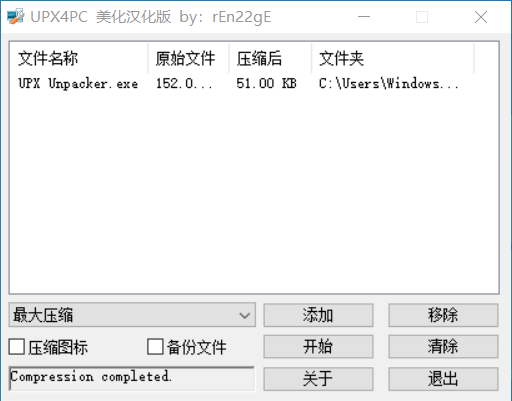 UPX4PC 美化汉化版 by: rEn22gE
文件名称 原始文件 压缩后 文件夹
UPX Unpacker.exe 152.0... 51.00 KB C:\Users\Windows...
最大压缩 添加 移除
压缩图标 备份文件 开始 清除
Compression completed. 关于 退出